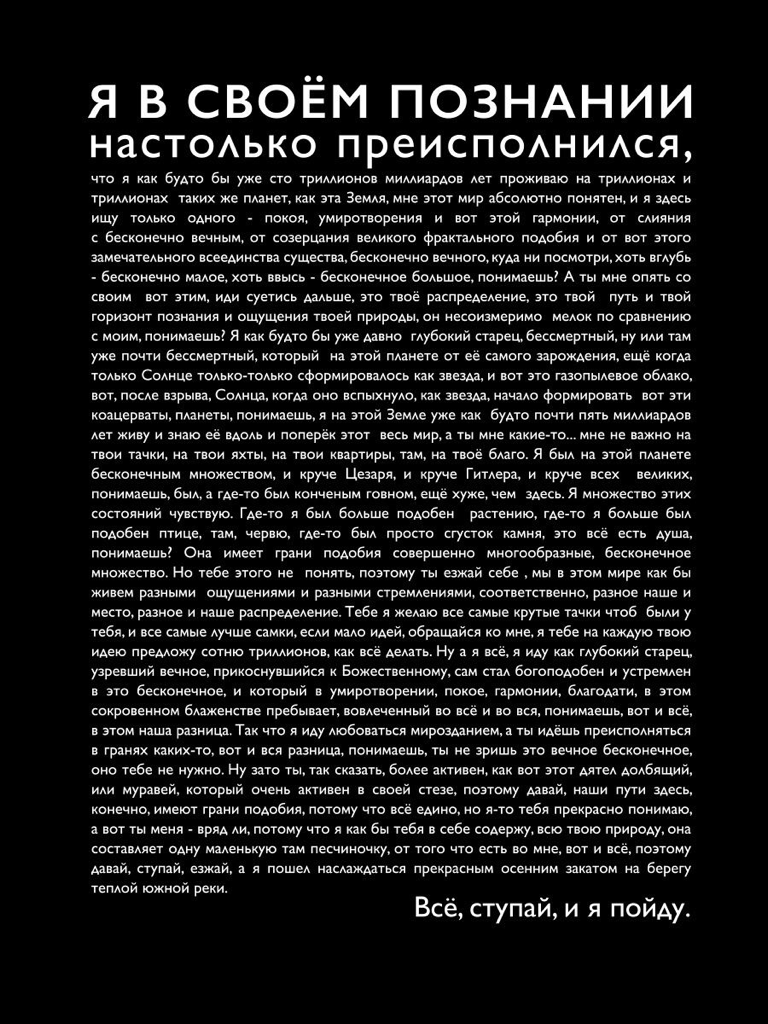 Я В СВОЁМ ПОЗНАНИИ
настолько преисполнился,
что я как будто бы уже сто триллионов миллиардов лет проживаю на триллионах и
триллионах таких же планет, как эта Земля, мне этот мир абсолютно понятен, и я здесь
ищу только одного - покоя, умиротворения и вот этой гармонии, от слияния
с бесконечно вечным, от созерцания великого фрактального подобия и от вот этого
замечательного всеединства существа, бесконечно вечного, куда ни посмотри, хоть вглубь
- бесконечно малое, хоть ввысь - бесконечное большое, понимаешь? А ты мне опять со
своим вот этим, иди суетись дальше, это твоё распределение, это твой путь и твой
горизонт познания и ощущения твоей природы, он несоизмеримо мелок по сравнению
с моим, понимаешь? Я как будто бы уже давно глубокий старец, бессмертный, ну или там
уже почти бессмертный, который на этой планете от её самого зарождения, ещё когда
только Солнце только-только сформировалось как звезда, и вот это газопылевое облако,
вот, после взрыва, Солнца, когда оно вспыхнуло, как звезда, начало формировать вот эти
коацерваты, планеты, понимаешь, я на этой Земле уже как будто почти пять миллиардов
лет живу и знаю её вдоль и поперёк этот весь мир, а ты мне какие-то... мне не важно на
твои тачки, на твои яхты, на твои квартиры, там, на твоё благо. Я был на этой планете
бесконечным множеством, и круче Цезаря, и круче Гитлера, и круче всех великих,
понимаешь, был, а где-то был конченым говном, ещё хуже, чем здесь. Я множество этих
состояний чувствую. Где-то я был больше подобен растению, где-то я больше был
подобен птице, там, червю, где-то был просто сгусток камня, это всё есть душа,
понимаешь? Она имеет грани подобия совершенно многообразные, бесконечное
множество. Но тебе этого не понять, поэтому ты езжай себе , мы в этом мире как бы
живем разными ощущениями и разными стремлениями, соответственно, разное наше и
место, разное и наше распределение. Тебе я желаю все самые крутые тачки чтоб были у
тебя, и все самые лучше самки, если мало идей, обращайся ко мне, я тебе на каждую твою
идею предложу сотню триллионов, как всё делать. Ну а я всё, я иду как глубокий старец,
узревший вечное, прикоснувшийся к Божественному, сам стал богоподобен и устремлен
в это бесконечное, и который в умиротворении, покое, гармонии, благодати, в этом
сокровенном блаженстве пребывает, вовлеченный во всё и во вся, понимаешь, вот и всё,
в этом наша разница. Так что я иду любоваться мирозданием, а ты идёшь преисполняться
в гранях каких-то, вот и вся разница, понимаешь, ты не зришь это вечное бесконечное,
оно тебе не нужно. Ну зато ты, так сказать, более активен, как вот этот дятел долбящий,
или муравей, который очень активен в своей стезе, поэтому давай, наши пути здесь,
конечно, имеют грани подобия, потому что всё едино, но я-то тебя прекрасно понимаю,
а вот ты меня - вряд ли, потому что я как бы тебя в себе содержу, всю твою природу, она
составляет одну маленькую там песчиночку, от того что есть во мне, вот и всё, поэтому
давай, ступай, езжай, а я пошел наслаждаться прекрасным осенним закатом на берегу
теплой южной реки.
Всё, ступай, и я пойду.